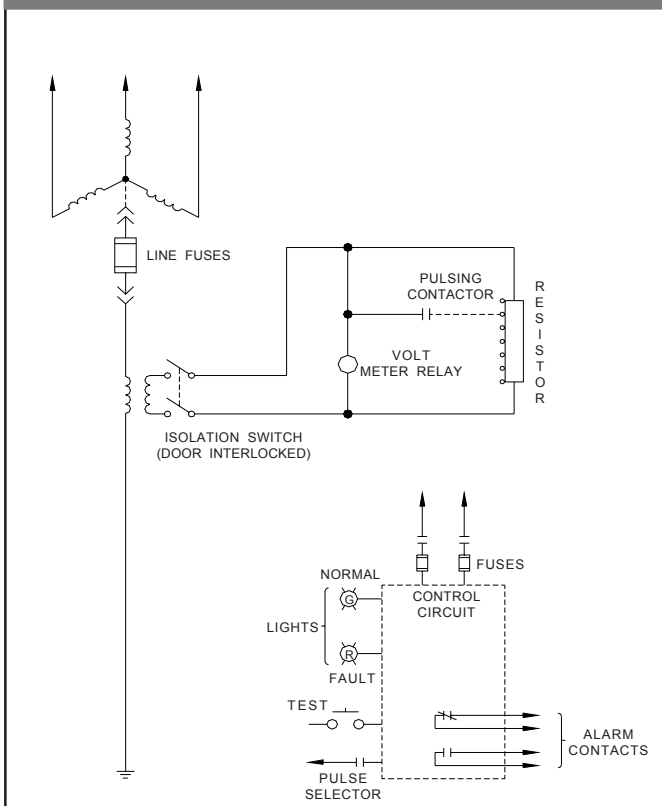 LINE FUSES
PULSING
CONTACTOR
RESISTOR
VOLT
METER RELAY
ISOLATION SWITCH
(DOOR INTERLOCKED)
FUSES
NORMAL
CONTROL
CIRCUIT
G
LIGHTS
R
FAULT
TEST
ALARM
CONTACTS
PULSE
SELECTOR